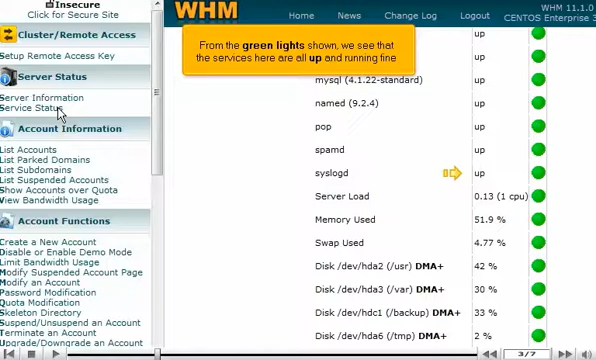 Insecure
Click for Secure Site
Cluster/Remote Access
Setup Remote Access Key
Server Status
Server Information
Service Status
Account Information
List Accounts
List Parked Domains
List Subdomains
List Suspended Accounts
Show Accounts over Quota
View Bandwidth Usage
Account Functions
Create a New Account
Disable or Enable Demo Mode
Limit Bandwidth Usage
Modify Suspended Account Page
Modify an Account
Password Modification
Quota Modification
Skeleton Directory
Suspend/Unsuspend an Account
Terminate an Account
Upgrade/Downgrade an Account
WHM
Home News Change Log Logout
WHM 11.1.0
CENTOS Enterprise 3
From the green lights shown, we see that
the services here are all up and running fine
up
mysql (4.1.22-standard) up
named (9.2.4) up
pop up
spamd up
syslogd up
Server Load 0.13 (1 cpu)
Memory Used 51.9 %
Swap Used 4.77 %
Disk /dev/hda2 (/usr) DMA+ 42 %
Disk /dev/hda3 (/var) DMA+ 30 %
Disk /dev/hdc1 (/backup) DMA+ 33 %
Disk /dev/hda6 (/tmp) DMA+ 2 %
3/7